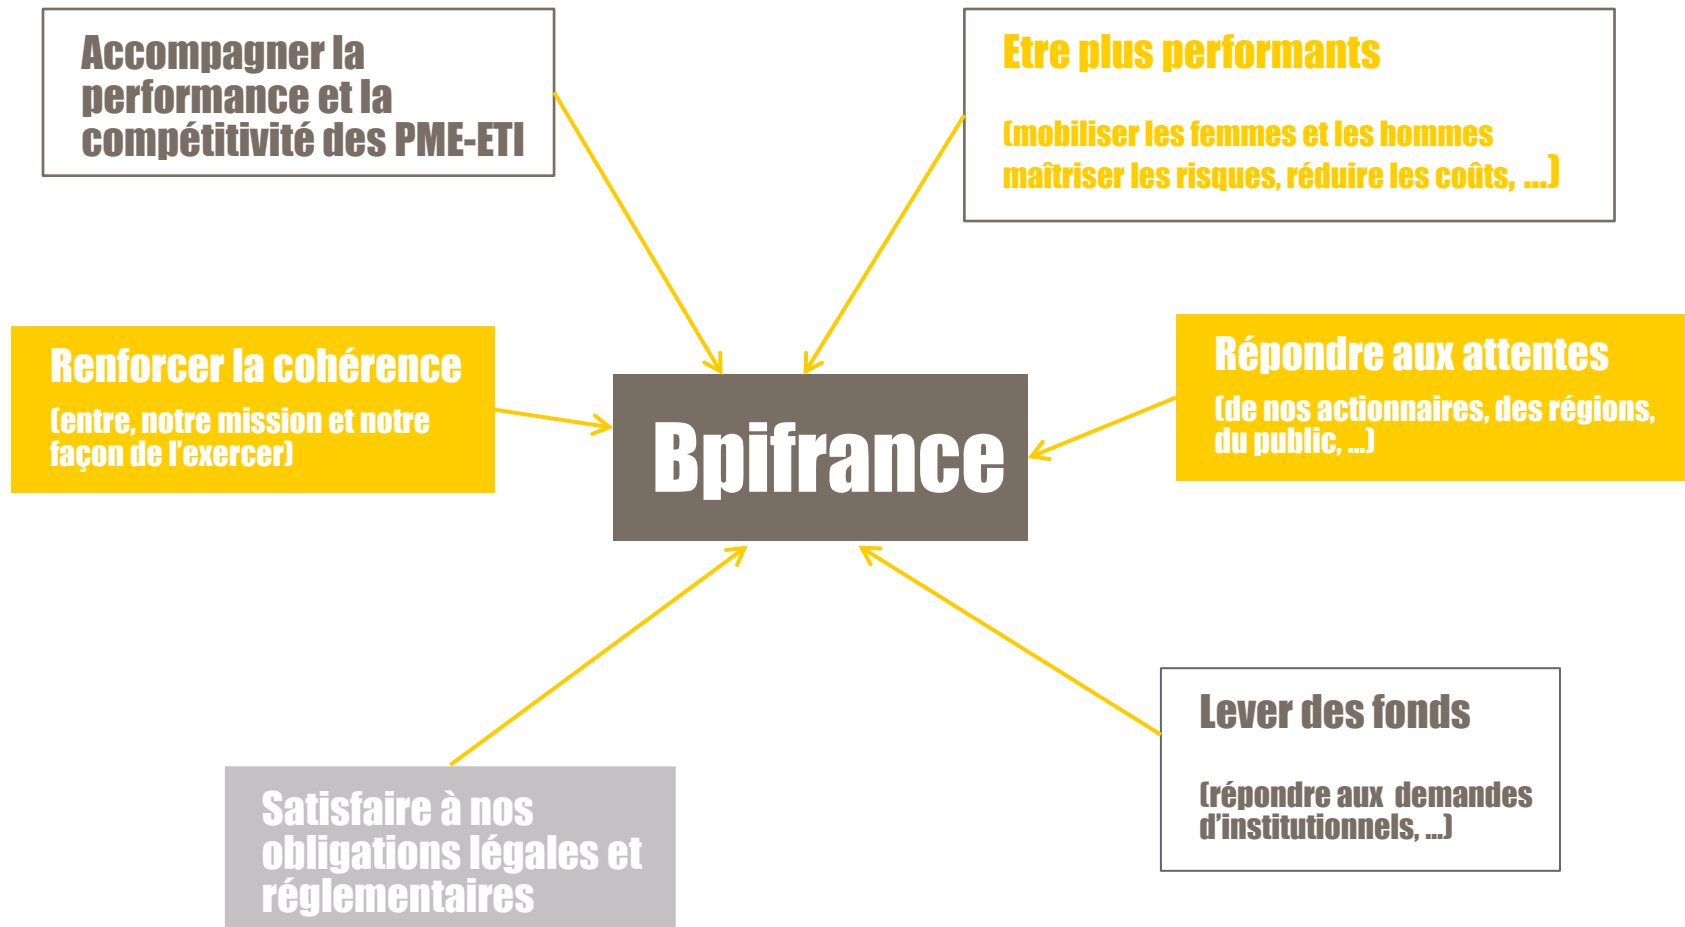 Accompagner la
performance et la
compétitivité des PME-ETI
Etre plus performants
(mobiliser les femmes et les hommes
maîtriser les risques, réduire les coûts, ...)
Renforcer la cohérence
(entre, notre mission et notre
façon de l'exercer)
Bpifrance
Répondre aux attentes
(de nos actionnaires, des régions,
du public, ...)
Satisfaire à nos
obligations légales et
réglementaires
Lever des fonds
(répondre aux demandes
d'institutionnels, ...)